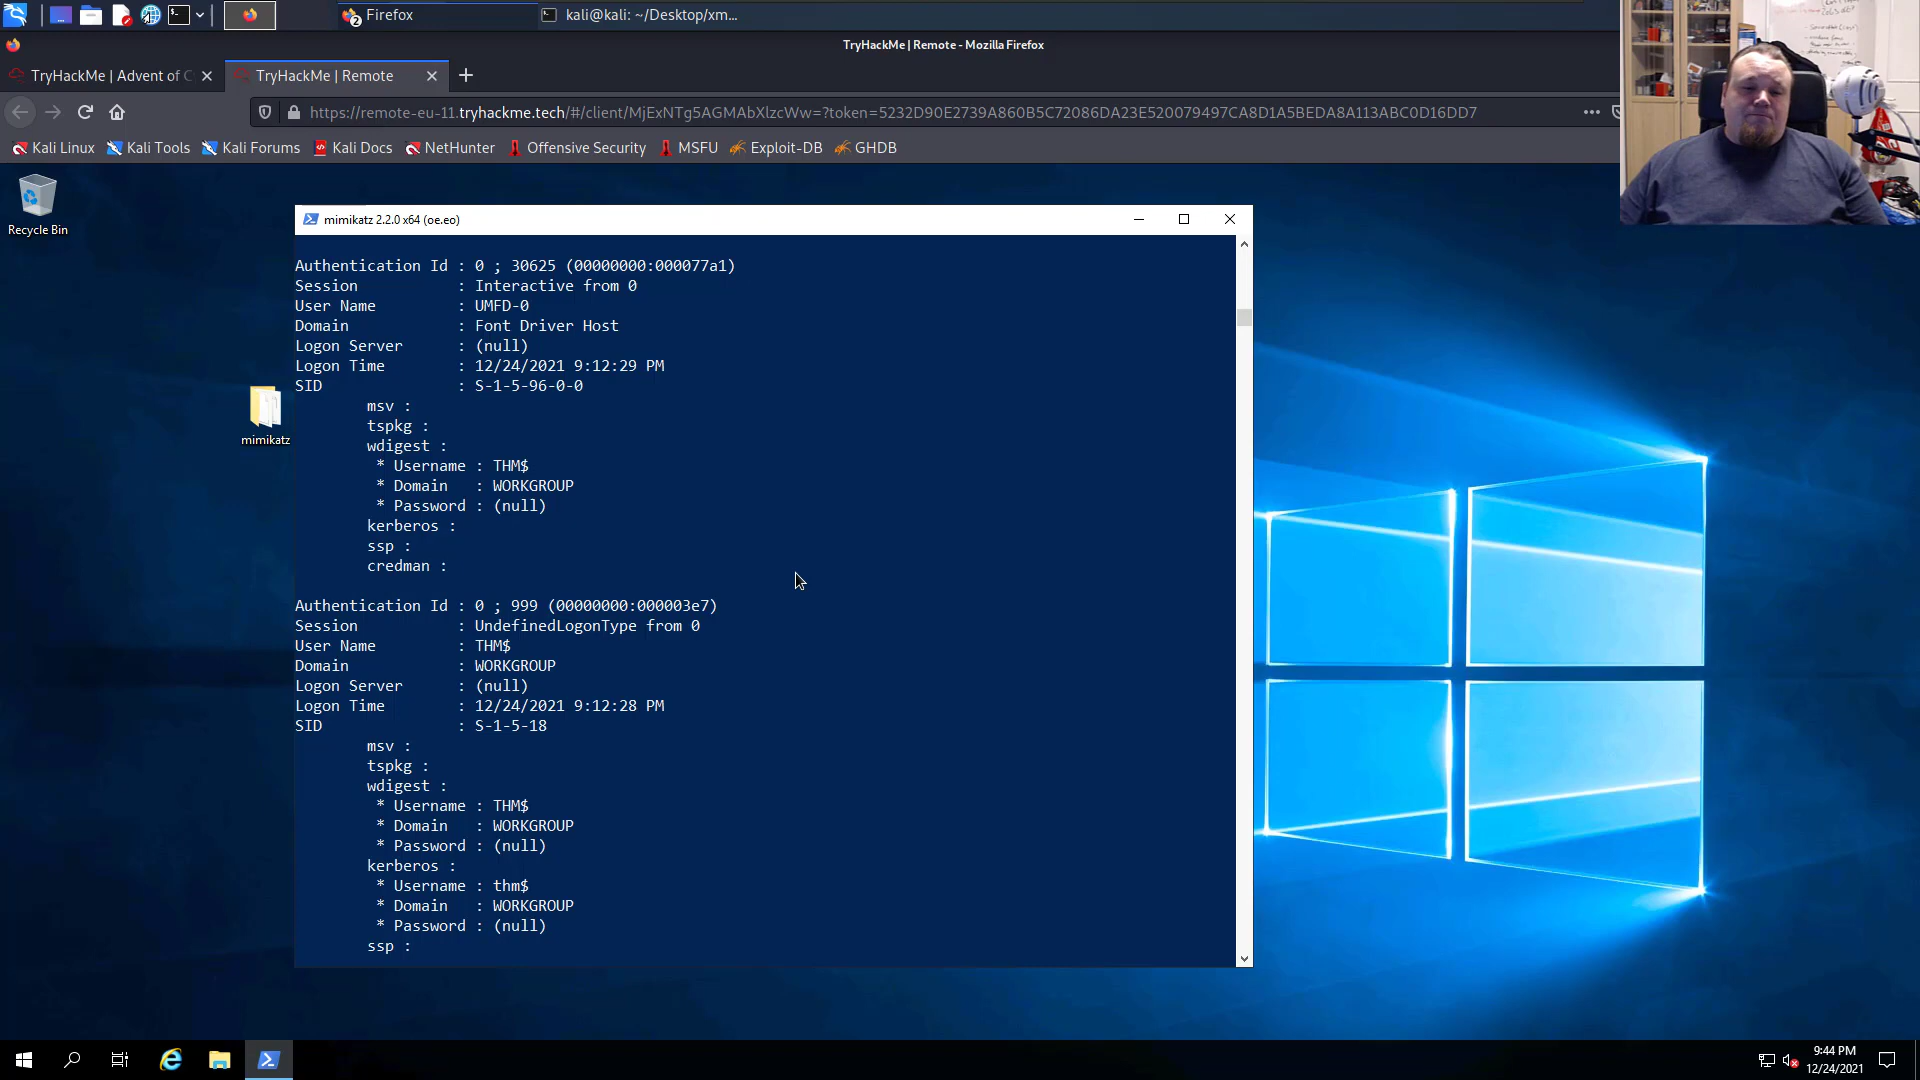 Firefox
kali@kali: ~/Desktop/xm...
TryHackMe | Remote - Mozilla Firefox
TryHackMe | Advent of C
TryHackMe | Remote
https://remote-eu-11.tryhackme.tech/#/client/MjExNTg5AGMAbXlzcWw=?token=5232D90E2739A860B5C72086DA23E520079497CA8D1A5BEDA8A113ABC0D16DD7
Kali Linux Kali Tools Kali Forums Kali Docs NetHunter Offensive Security MSFU Exploit-DB GHDB
Recycle Bin
mimikatz
mimikatz 2.2.0 x64 (oe.eo)
Authentication Id : 0 ; 30625 (00000000:000077a1)
Session : Interactive from 0
User Name : UMFD-0
Domain : Font Driver Host
Logon Server : (null)
Logon Time : 12/24/2021 9:12:29 PM
SID : S-1-5-96-0-0
msv :
tspkg :
wdigest :
* Username : THM$
* Domain : WORKGROUP
* Password : (null)
kerberos :
ssp :
credman :
Authentication Id : 0 ; 999 (00000000:000003e7)
Session : UndefinedLogonType from 0
User Name : THM$
Domain : WORKGROUP
Logon Server : (null)
Logon Time : 12/24/2021 9:12:28 PM
SID : S-1-5-18
msv :
tspkg :
wdigest :
* Username : THM$
* Domain : WORKGROUP
* Password : (null)
kerberos :
* Username : thm$
* Domain : WORKGROUP
* Password : (null)
ssp :
9:44 PM
12/24/2021